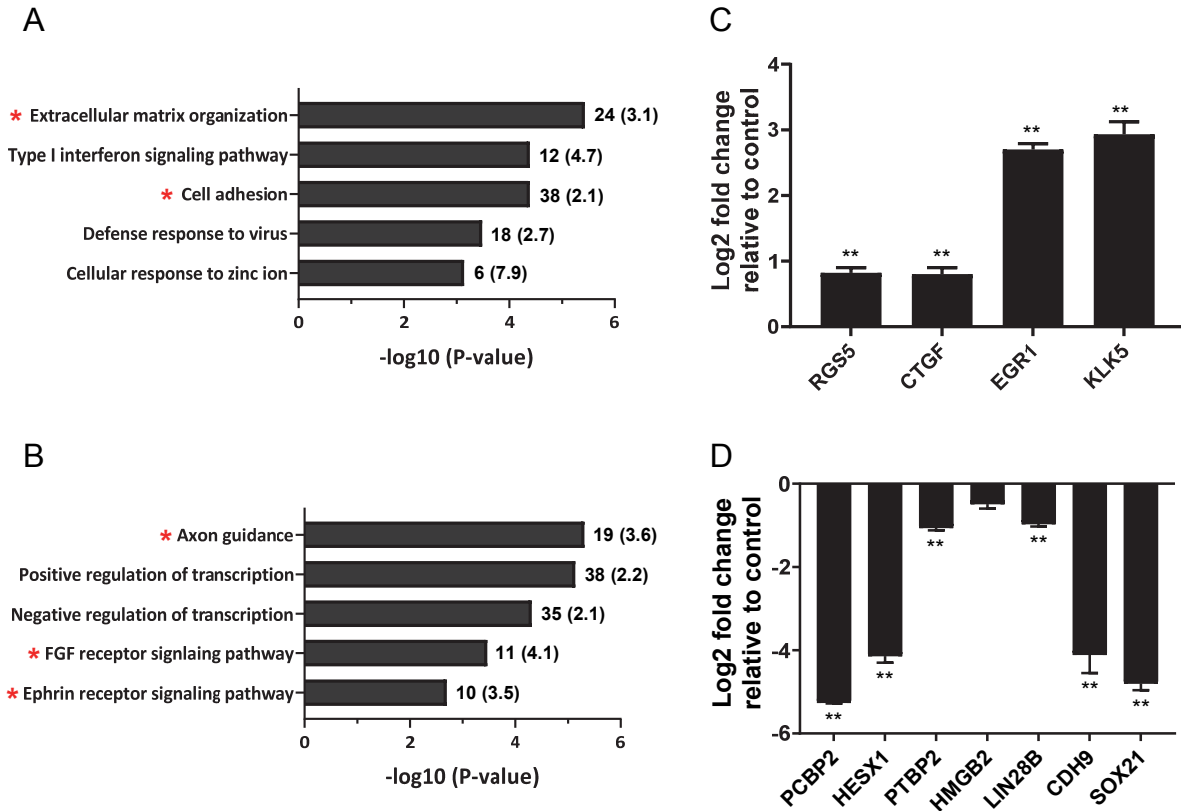 A
* Extracellular matrix organization
24 (3.1)
Type I interferon signaling pathway
12 (4.7)
* Cell adhesion
38 (2.1)
Defense response to virus
18 (2.7)
Cellular response to zinc ion
6 (7.9)
0 2 4 6
-log10 (P-value)
B
* Axon guidance
19 (3.6)
Positive regulation of transcription
38 (2.2)
Negative regulation of transcription
35 (2.1)
* FGF receptor signlaing pathway
11 (4.1)
* Ephrin receptor signaling pathway
10 (3.5)
0 2 4 6
-log10 (P-value)
C
Log2 fold change
relative to control
4
3
2
1
0
** ** ** **
RGS5 CTGF EGR1 KLK5
D
Log2 fold change
relative to control
0
-2
-4
-6
** ** ** ** ** **
PCBP2 HESX1 PTBP2 HMGB2 LIN28B CDH9 SOX21